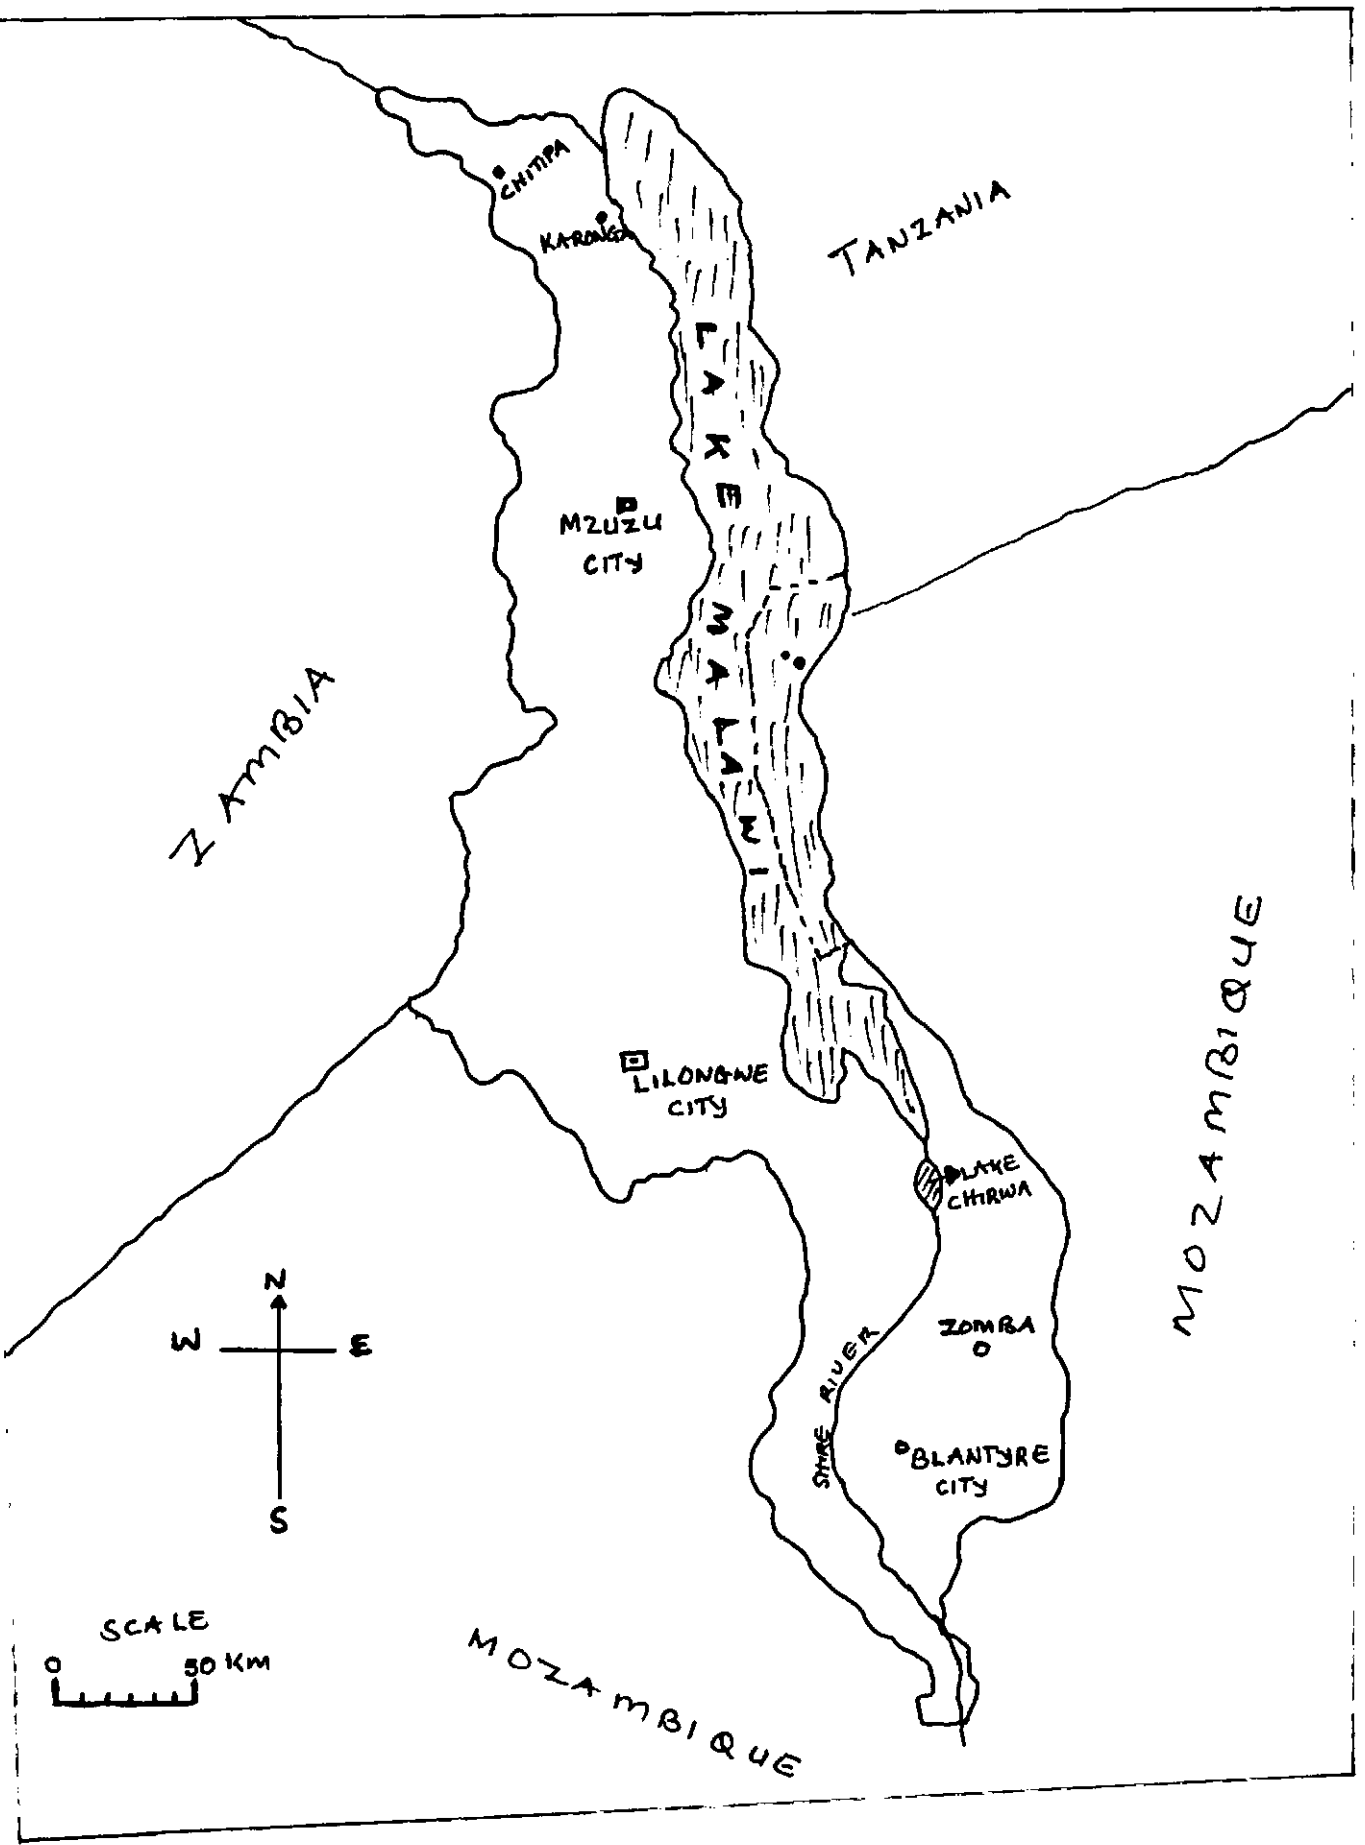 CHITIPA
KARONGA
TANZANIA
LAKE MALAWI
MZUZU
CITY
ZAMBIA
MOZAMBIQUE
LILONGWE
CITY
LAKE
CHIRWA
N
W E
S
ZOMBA
SHIRE RIVER
BLANTYRE
CITY
SCALE
0 50 Km
MOZAMBIQUE